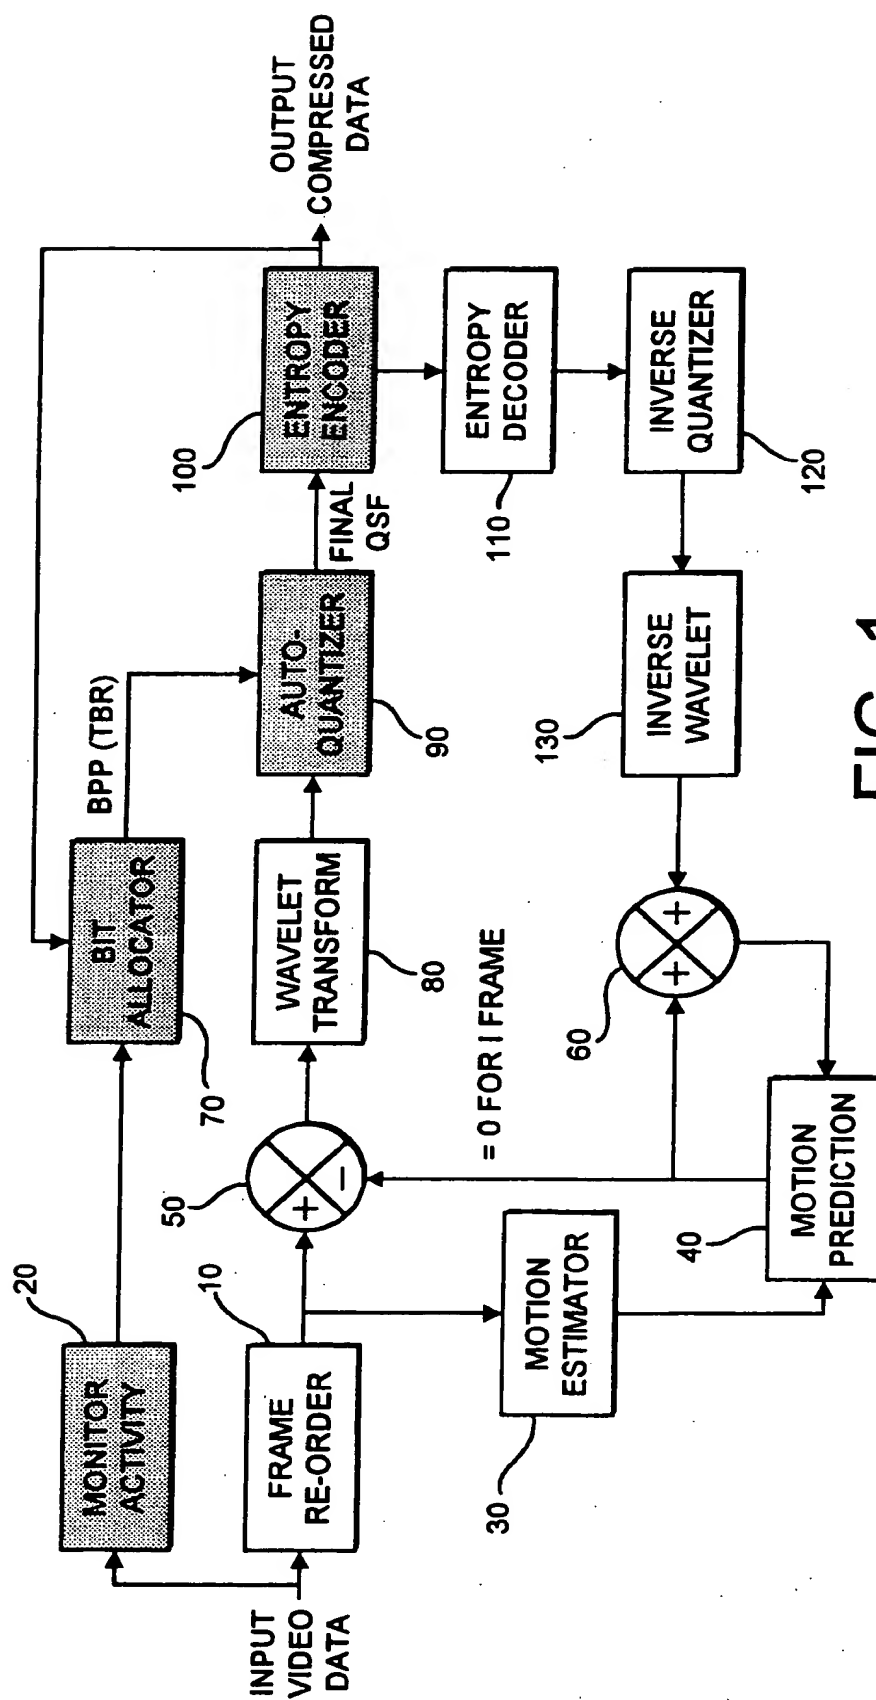 INPUT
VIDEO
DATA
20
MONITOR
ACTIVITY
10
FRAME
RE-ORDER
30
MOTION
ESTIMATOR
40
MOTION
PREDICTION
50
+
−
= 0 FOR I FRAME
60
+
+
70
BIT
ALLOCATOR
BPP (TBR)
80
WAVELET
TRANSFORM
90
AUTO-
QUANTIZER
FINAL
QSF
100
ENTROPY
ENCODER
OUTPUT
COMPRESSED
DATA
110
ENTROPY
DECODER
120
INVERSE
QUANTIZER
130
INVERSE
WAVELET